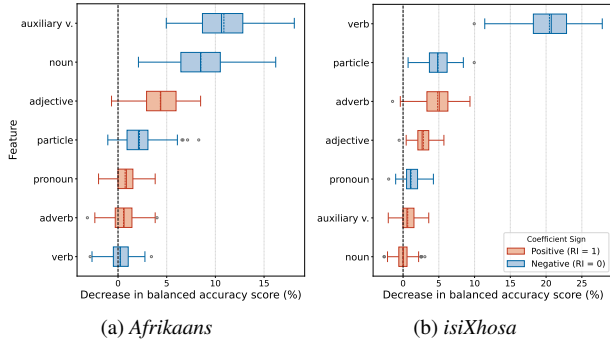 Feature
auxiliary v.
noun
adjective
particle
pronoun
adverb
verb
0 5 10 15
Decrease in balanced accuracy score (%)
(a) Afrikaans
verb
particle
adverb
adjective
pronoun
auxiliary v.
noun
Coefficient Sign
Positive (RI = 1)
Negative (RI = 0)
0 5 10 15 20 25
Decrease in balanced accuracy score (%)
(b) isiXhosa